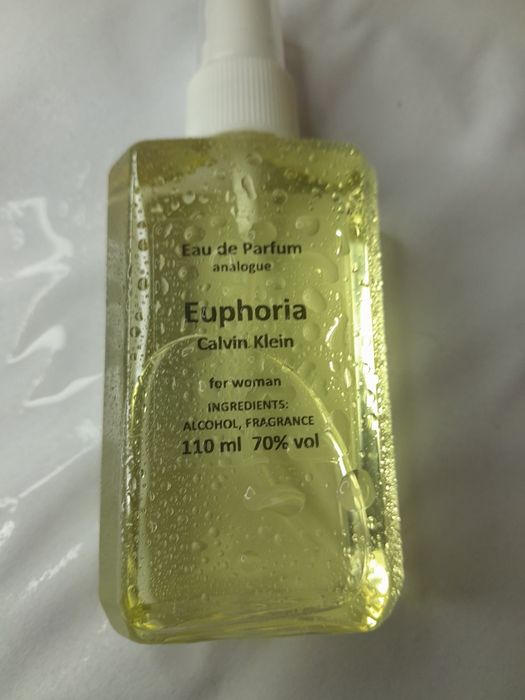 Eau de Parfum
analogue
Euphoria
Calvin Klein
for woman
INGREDIENTS:
ALCOHOL, FRAGRANCE
110 ml 70% vol